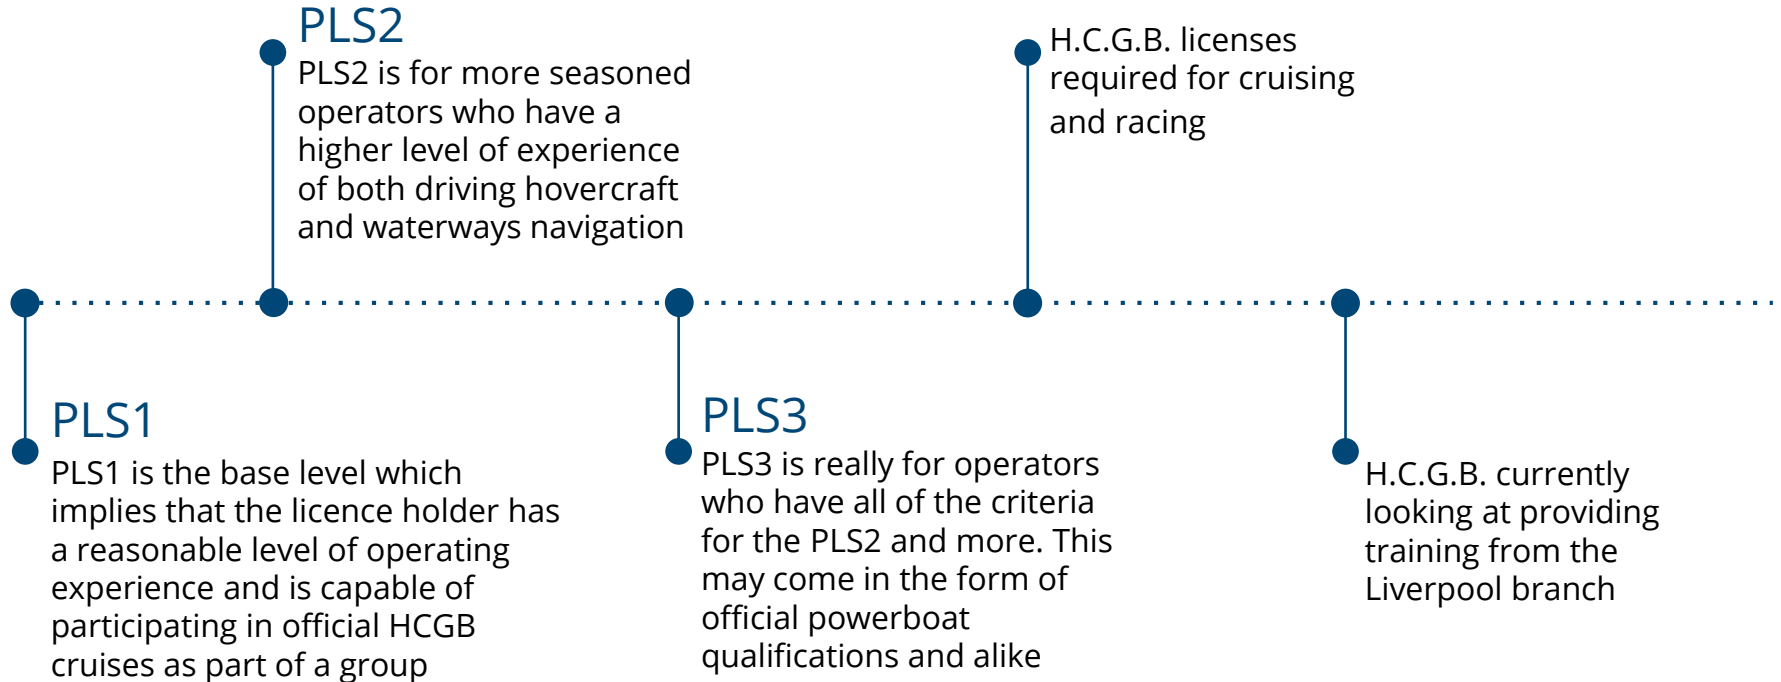 PLS1
PLS1 is the base level which
implies that the licence holder has
a reasonable level of operating
experience and is capable of
participating in official HCGB
cruises as part of a group
PLS2
PLS2 is for more seasoned
operators who have a
higher level of experience
of both driving hovercraft
and waterways navigation
PLS3
PLS3 is really for operators
who have all of the criteria
for the PLS2 and more. This
may come in the form of
official powerboat
qualifications and alike
H.C.G.B. licenses
required for cruising
and racing
H.C.G.B. currently
looking at providing
training from the
Liverpool branch